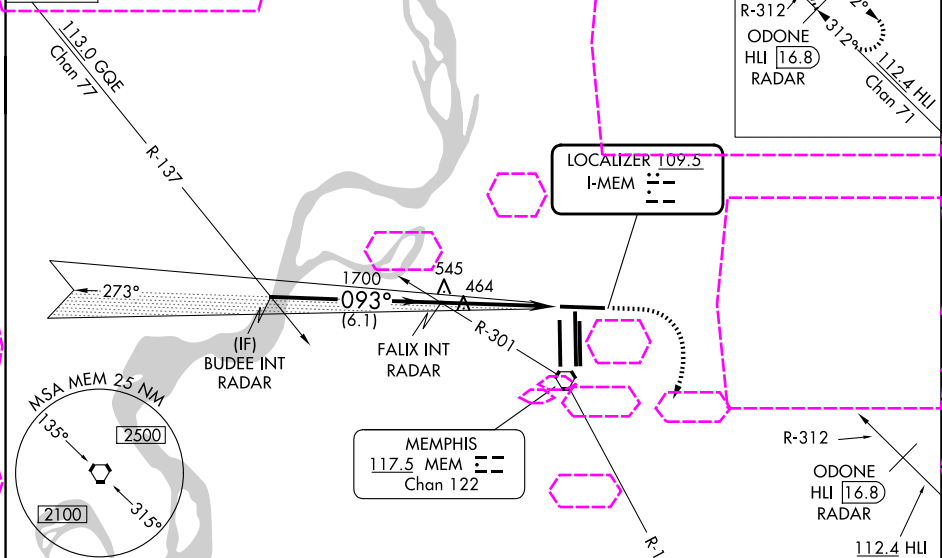 113.0 GQE
Chan 77
R-137
R-312
ODONE
HLI 16.8
RADAR
2°
312°
112.4 HLI
Chan 71
LOCALIZER 109.5
I-MEM
273°
1700
093°
(6.1)
545
464
R-301
(IF)
BUDEE INT
RADAR
FALIX INT
RADAR
MSA MEM 25 NM
135°
2500
2100
315°
MEMPHIS
117.5 MEM
Chan 122
R-1
R-312
ODONE
HLI 16.8
RADAR
112.4 HLI